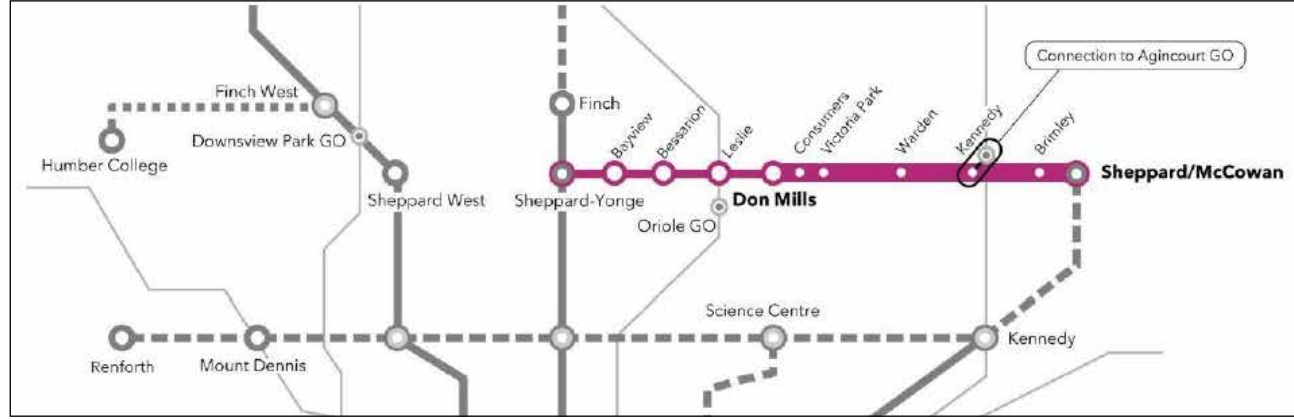 Connection to Agincourt GO
Finch West
Finch
Downsview Park GO
Humber College
Sheppard West
Sheppard-Yonge
Bayview
Bessarion
Leslie
Don Mills
Oriole GO
Consumers
Victoria Park
Warden
Kennedy
Brimley
Sheppard/McCowan
Science Centre
Renforth
Mount Dennis
Kennedy